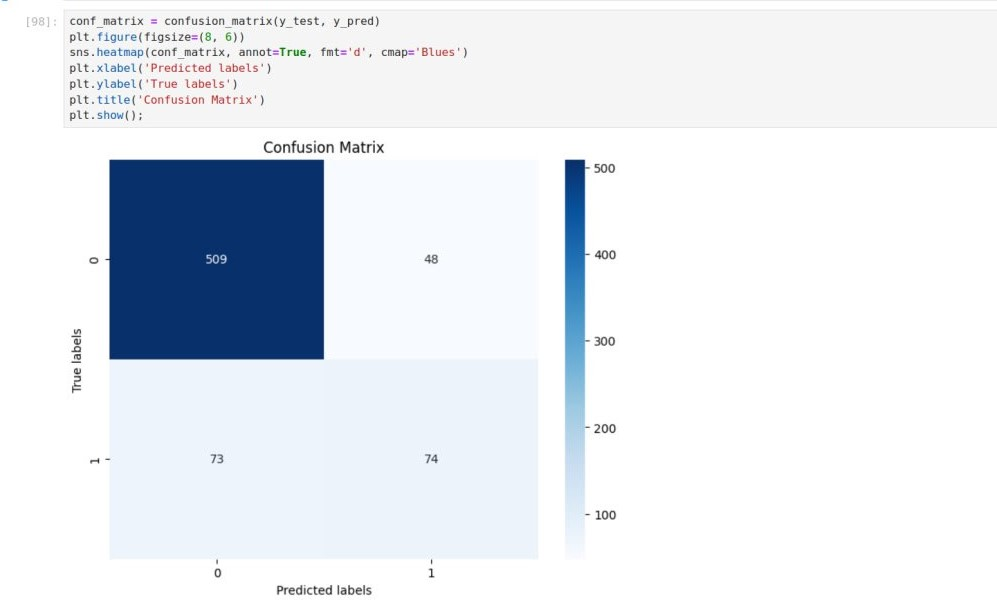 [98]: conf_matrix = confusion_matrix(y_test, y_pred)
plt.figure(figsize=(8, 6))
sns.heatmap(conf_matrix, annot=True, fmt='d', cmap='Blues')
plt.xlabel('Predicted labels')
plt.ylabel('True labels')
plt.title('Confusion Matrix')
plt.show();
Confusion Matrix
500
400
300
200
100
True labels
0
509
48
1
73
74
0
1
Predicted labels